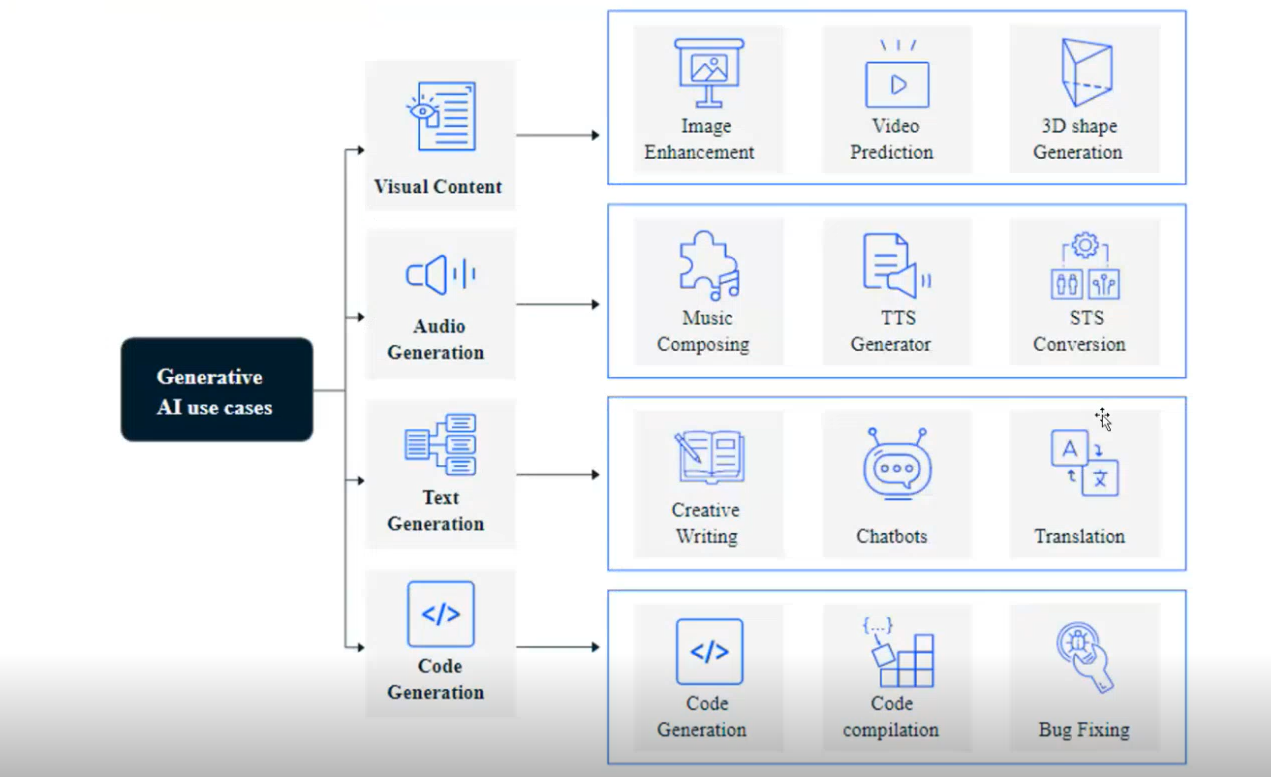 Generative
AI use cases
Visual Content
Image
Enhancement
Video
Prediction
3D shape
Generation
Audio
Generation
Music
Composing
TTS
Generator
STS
Conversion
Text
Generation
Creative
Writing
Chatbots
A
文
Translation
</>
Code
Generation
</>
Code
Generation
{...}
Code
compilation
Bug Fixing